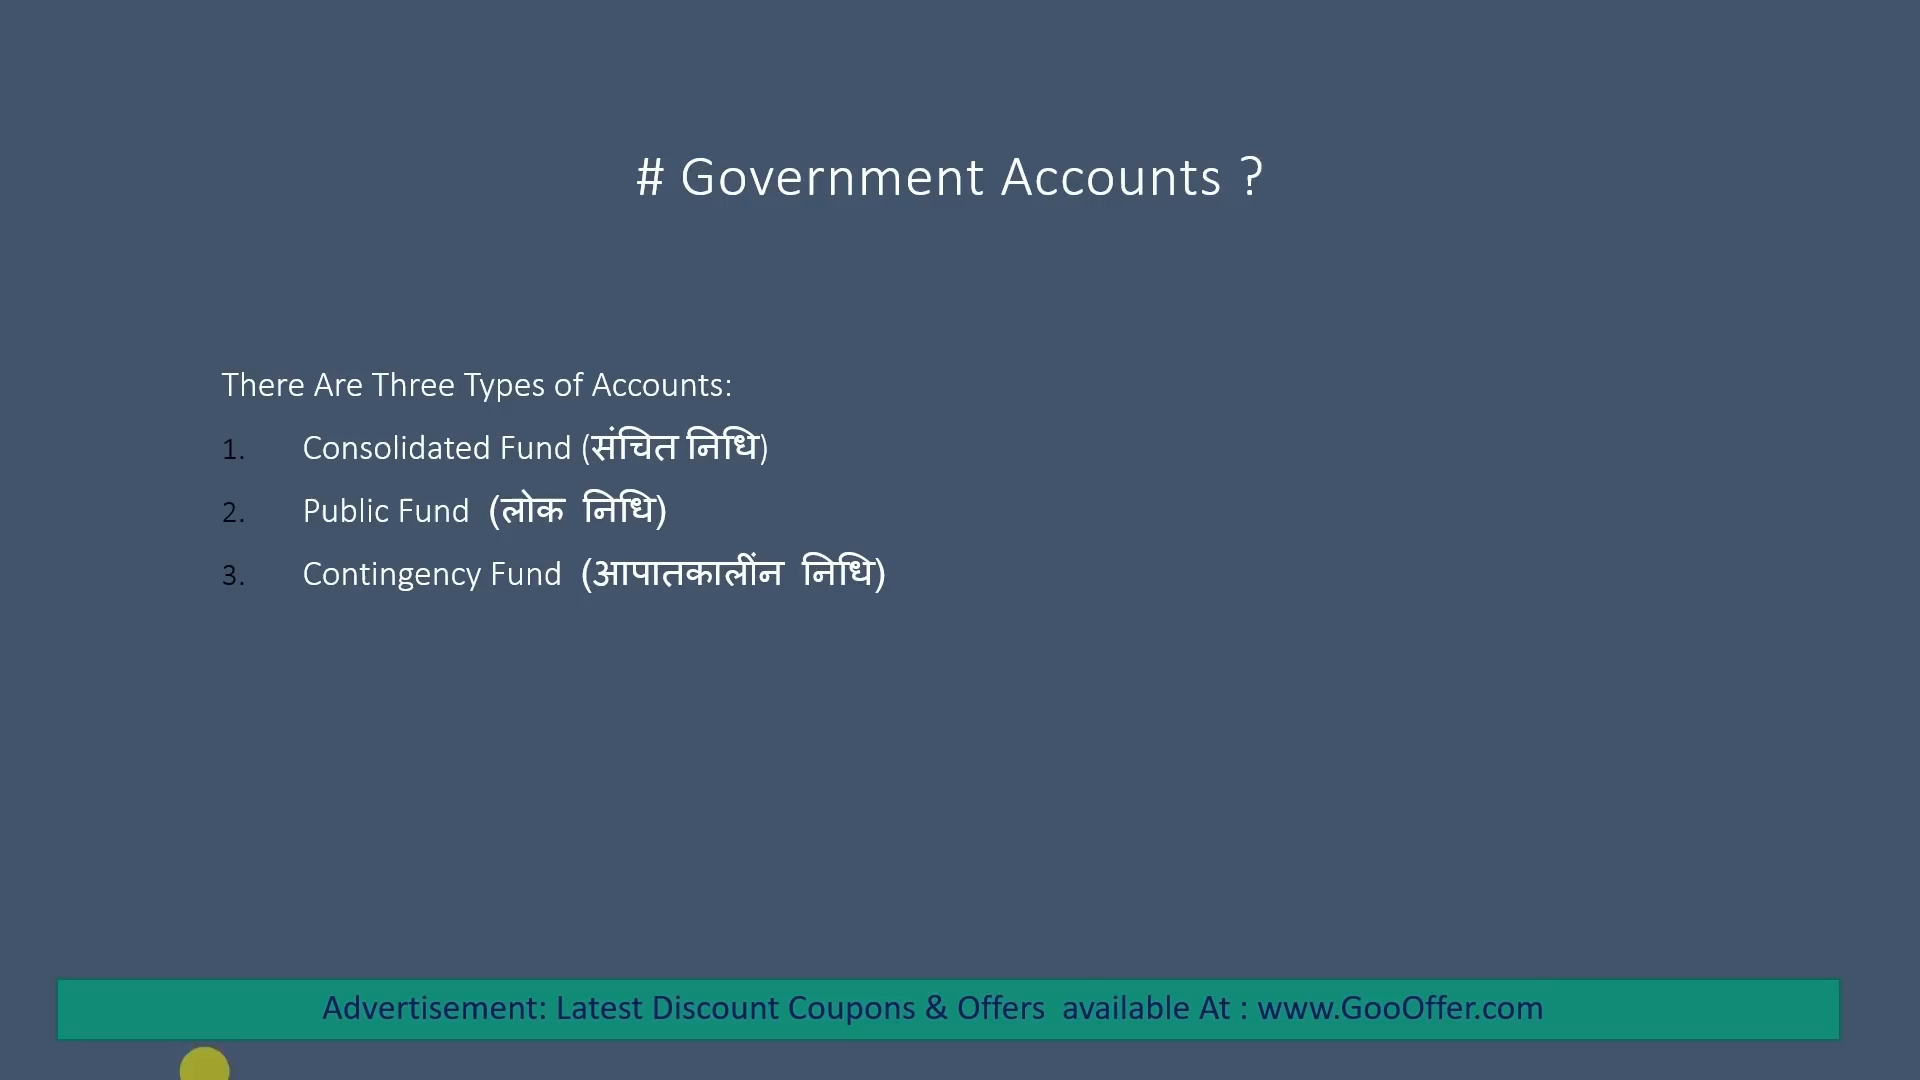 # Government Accounts ?
There Are Three Types of Accounts:
1. Consolidated Fund (संचित निधि)
2. Public Fund (लोक निधि)
3. Contingency Fund (आपातकालींन निधि)
Advertisement: Latest Discount Coupons & Offers available At : www.GooOffer.com